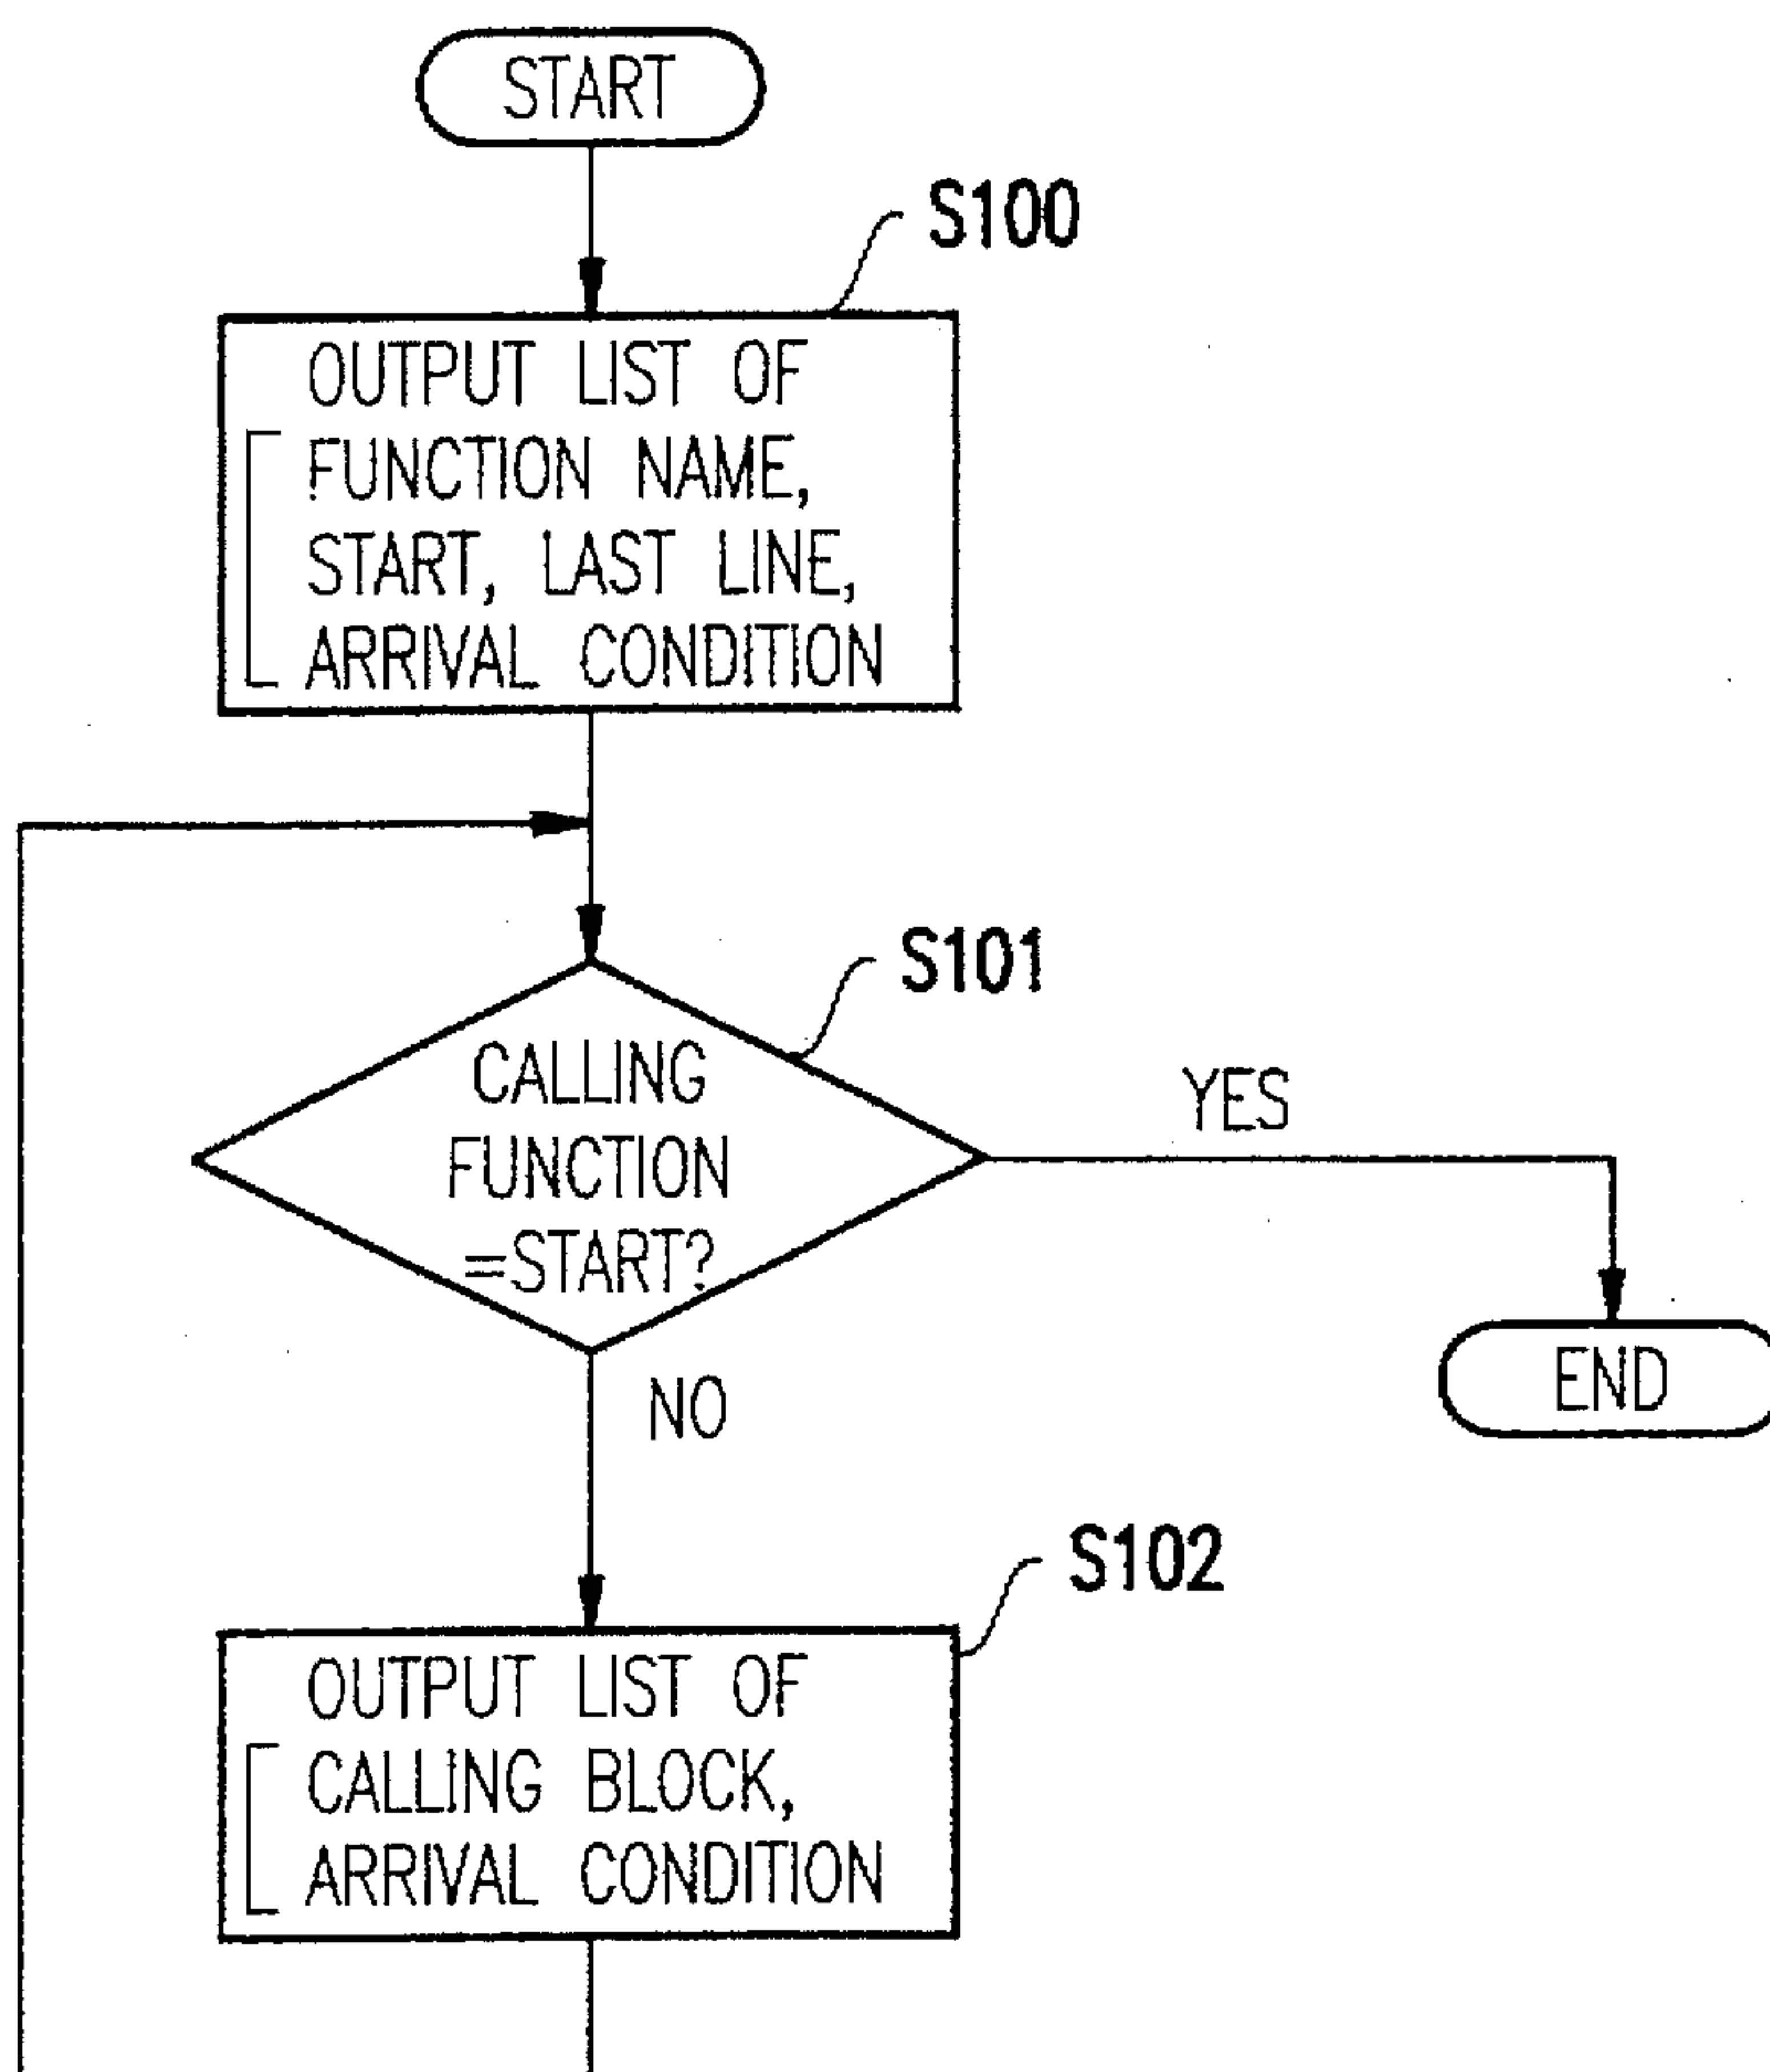 START
S100
OUTPUT LIST OF
FUNCTION NAME,
START, LAST LINE,
ARRIVAL CONDITION
S101
CALLING
FUNCTION
=START?
YES
END
NO
S102
OUTPUT LIST OF
CALLING BLOCK,
ARRIVAL CONDITION